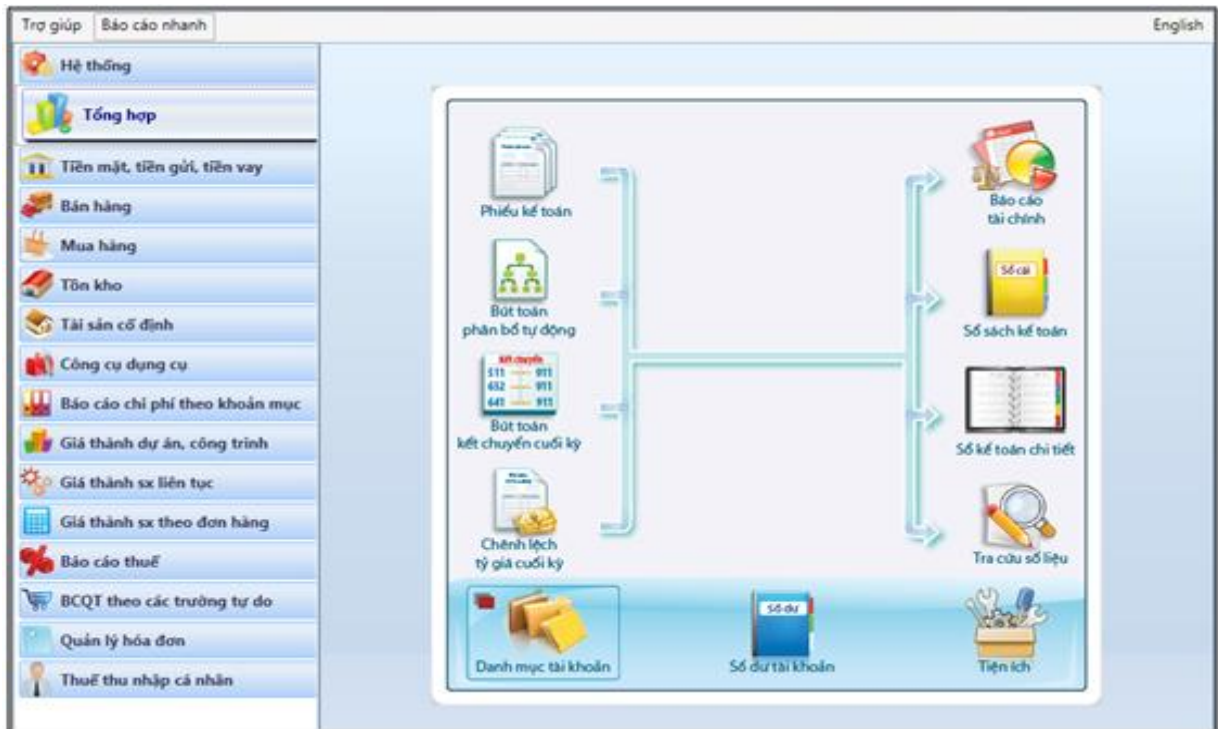 Trợ giúp Báo cáo nhanh English
Hệ thống
Tổng hợp
Tiền mặt, tiền gửi, tiền vay
Bán hàng
Mua hàng
Tồn kho
Tài sản cố định
Công cụ dụng cụ
Báo cáo chi phí theo khoản mục
Giá thành dự án, công trình
Giá thành sx liên tục
Giá thành sx theo đơn hàng
Báo cáo thuế
BCQT theo các trường tự do
Quản lý hóa đơn
Thuế thu nhập cá nhân
Phiếu kế toán
Bút toán
phân bổ tự động
Kết chuyển
511 911
632 911
641 911
Bút toán
kết chuyển cuối kỳ
Chênh lệch
tỷ giá cuối kỳ
Báo cáo
tài chính
Sổ cái
Sổ sách kế toán
Sổ kế toán chi tiết
Tra cứu số liệu
Danh mục tài khoản
Số dư
Số dư tài khoản
Tiện ích